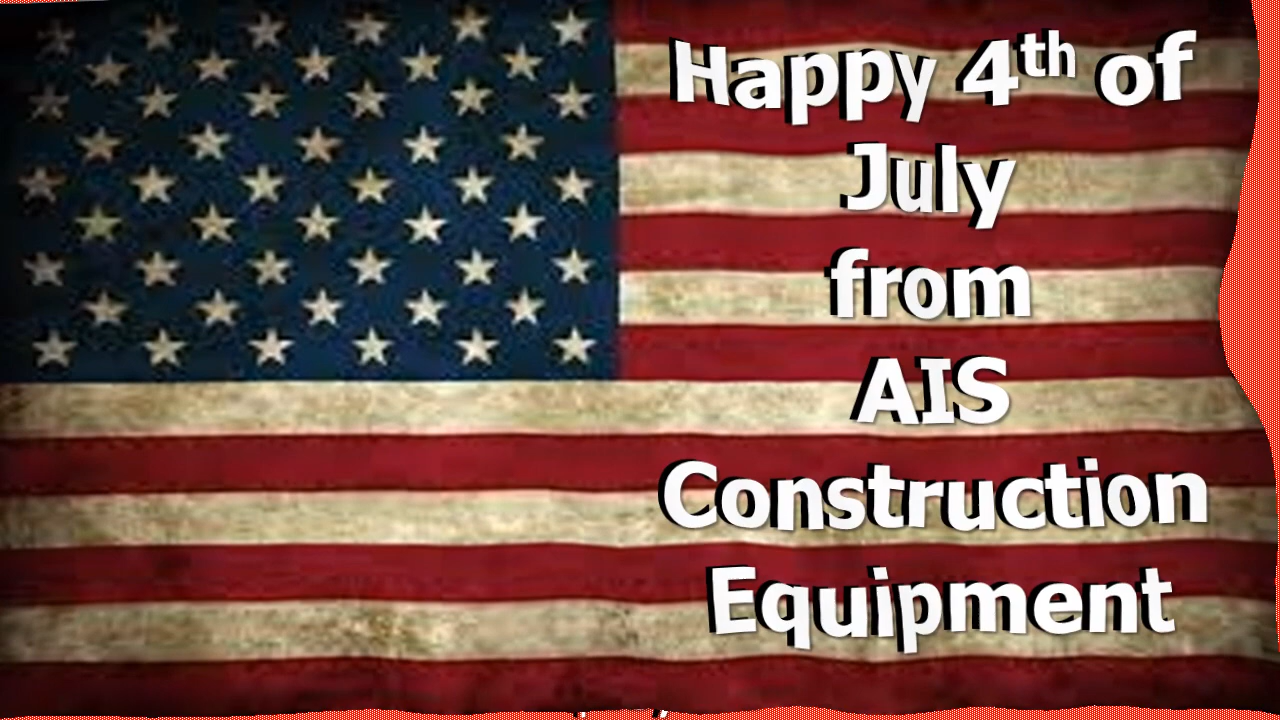 Happy 4th of
July
from
AIS
Construction
Equipment